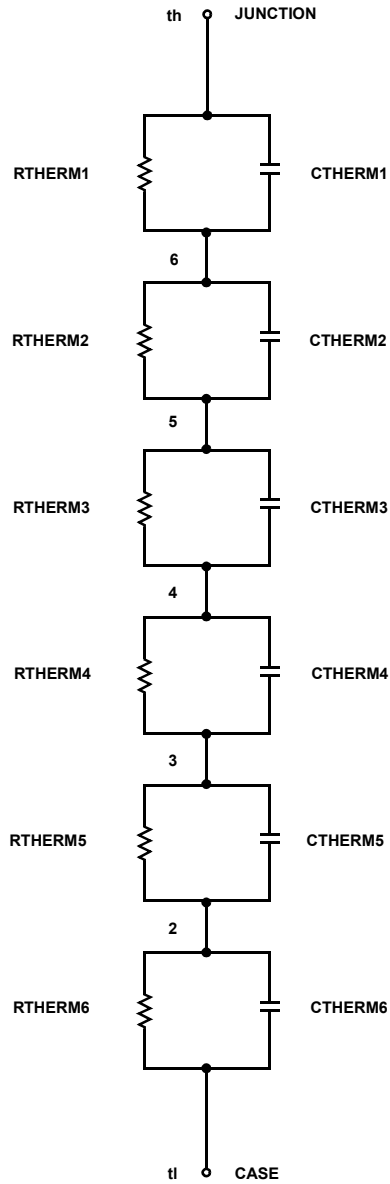 th JUNCTION
RTHERM1 CTHERM1
6
RTHERM2 CTHERM2
5
RTHERM3 CTHERM3
4
RTHERM4 CTHERM4
3
RTHERM5 CTHERM5
2
RTHERM6 CTHERM6
tl CASE